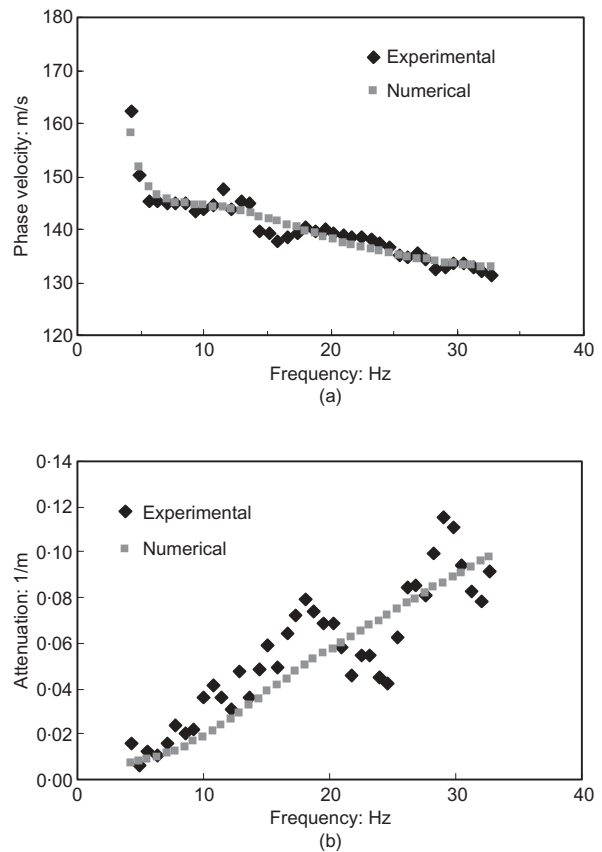 180
170
160
150
140
130
120
Phase velocity: m/s
Experimental
Numerical
0
10
20
30
40
Frequency: Hz
(a)
0·14
0·12
0·10
0·08
0·06
0·04
0·02
0·00
Attenuation: 1/m
Experimental
Numerical
0
10
20
30
40
Frequency: Hz
(b)